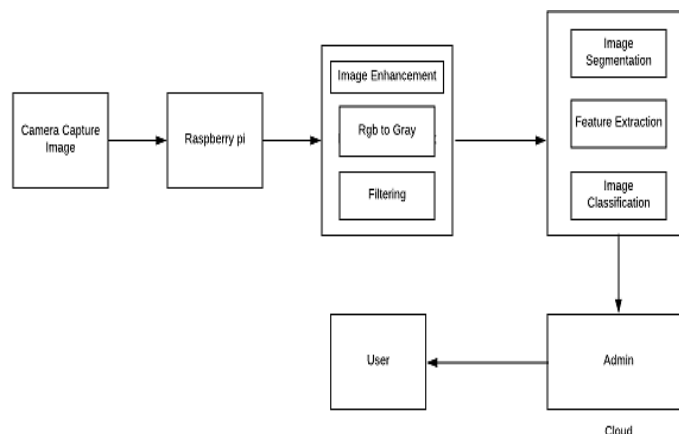 Image
Segmentation
Image Enhancement
Camera Capture
Image
Raspberry pi
Rgb to Gray
Feature Extraction
Filtering
Image
Classification
User
Admin
Cloud